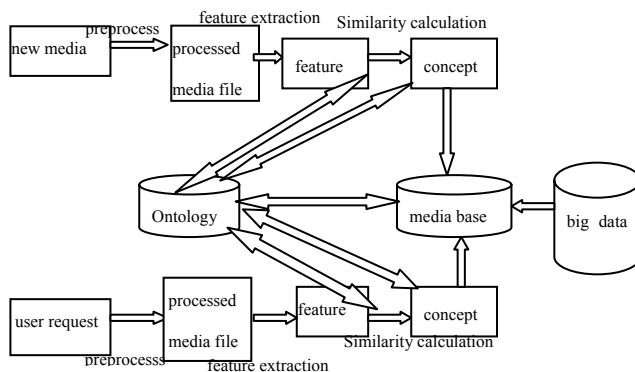 preprocess
feature extraction
Similarity calculation
new media
processed
media file
feature
concept
Ontology
media base
big data
user request
processed
media file
feature
concept
preprocesss
feature extraction
Similarity calculation